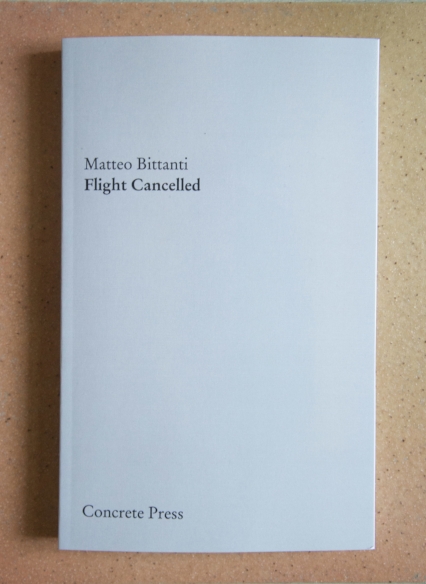 Matteo Bittanti
Flight Cancelled
Concrete Press